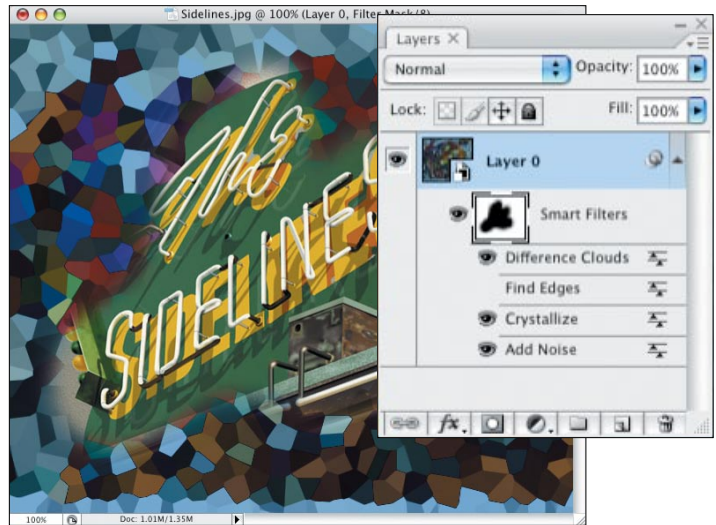 Sidelines.jpg @ 100% (Layer 0, Filter Mask/8)
The
SIDELINES
100%
Doc: 1.01M/1.35M
Layers ×
Normal
Opacity: 100%
Lock:
Fill: 100%
Layer 0
Smart Filters
Difference Clouds
Find Edges
Crystallize
Add Noise
fx.